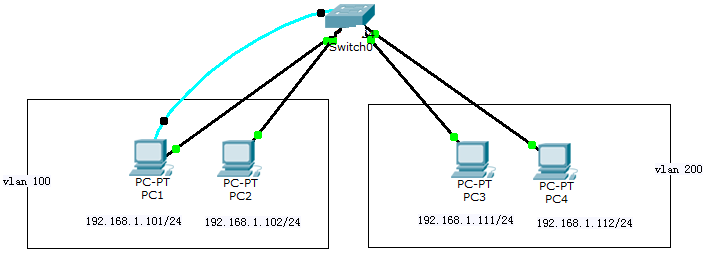 Switch0
vlan 100
PC-PT
PC1
192.168.1.101/24
PC-PT
PC2
192.168.1.102/24
PC-PT
PC3
192.168.1.111/24
PC-PT
PC4
192.168.1.112/24
vlan 200